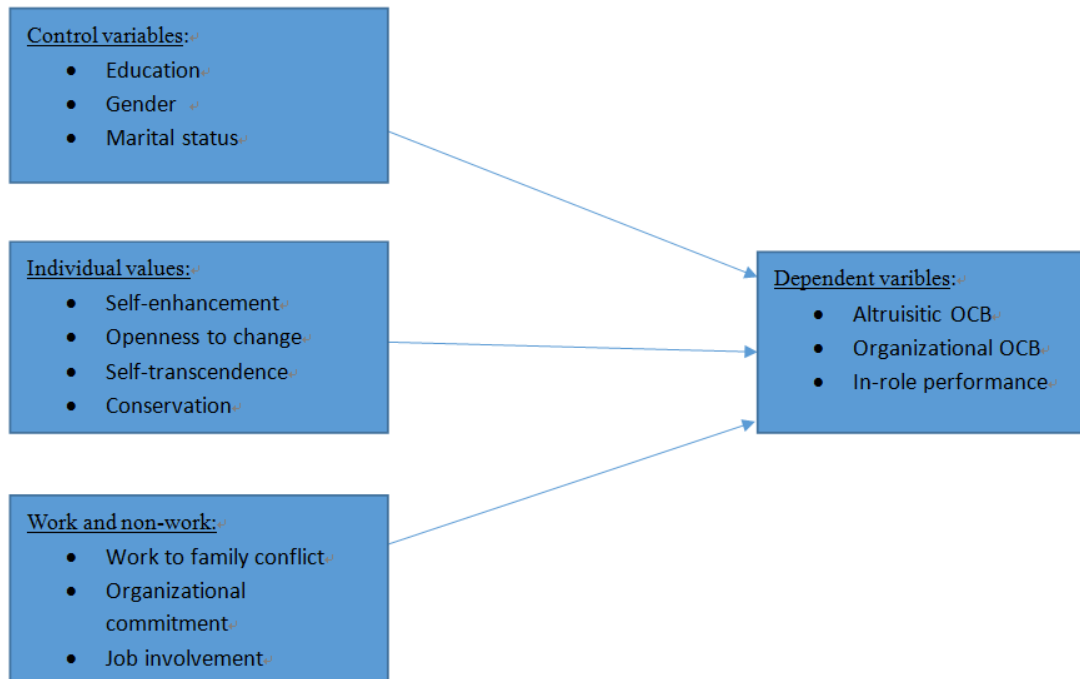 Control variables:
• Education
• Gender
• Marital status
Individual values:
• Self-enhancement
• Openness to change
• Self-transcendence
• Conservation
Work and non-work:
• Work to family conflict
• Organizational
commitment
• Job involvement
Dependent varibles:
• Altruisitic OCB
• Organizational OCB
• In-role performance